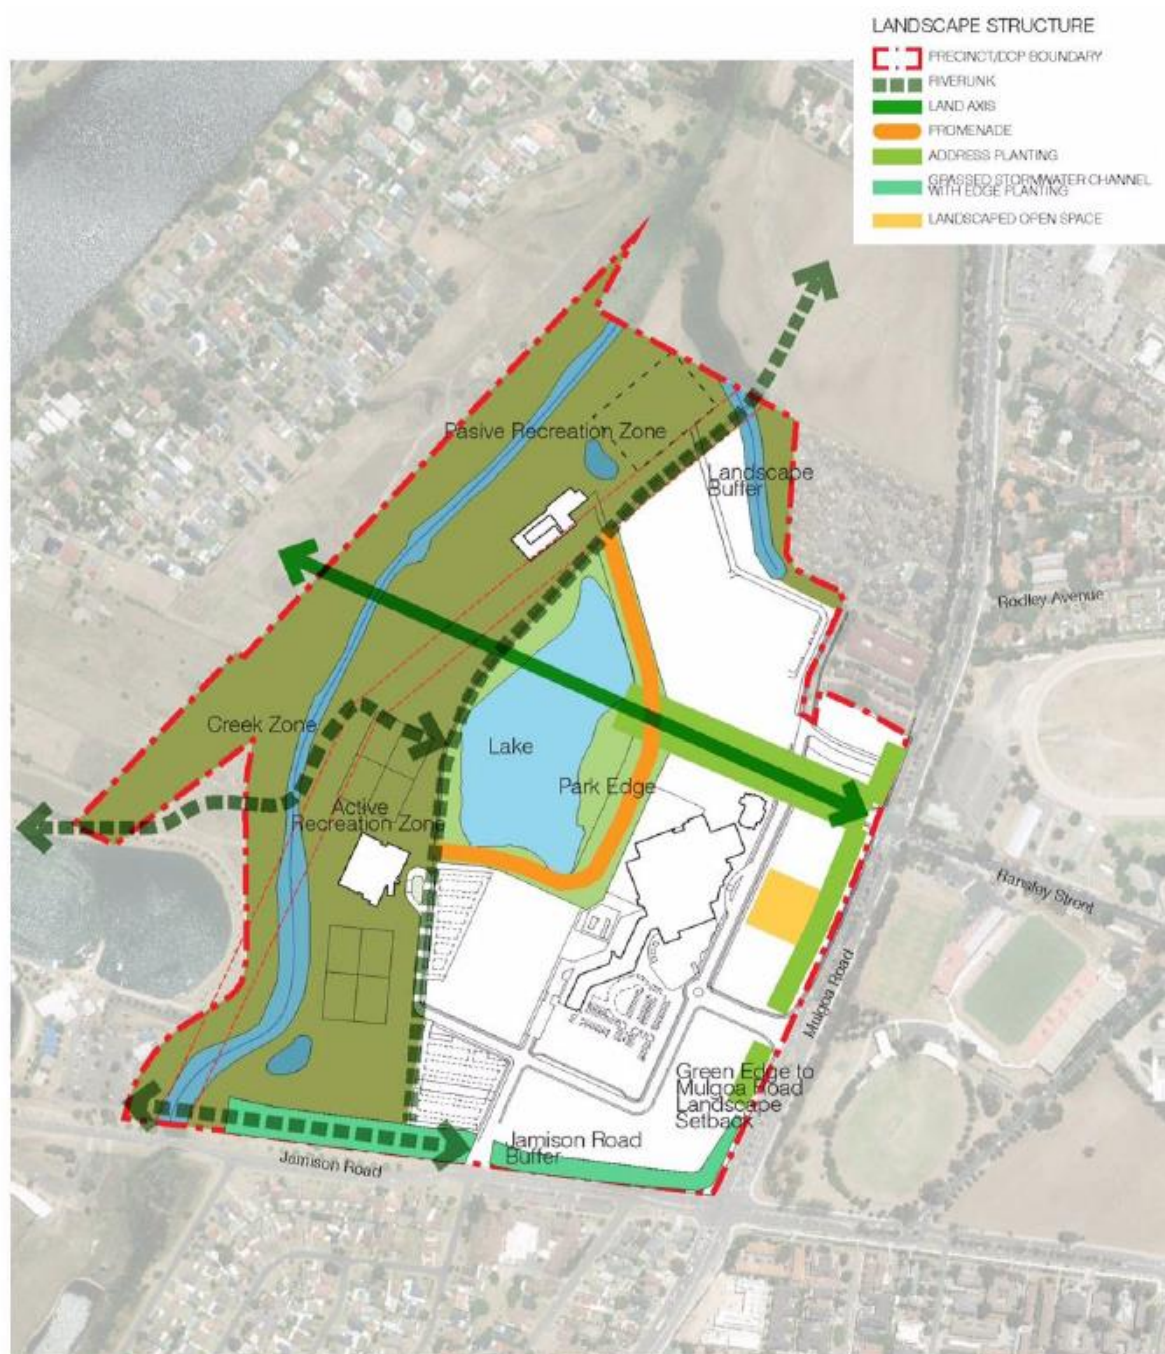 LANDSCAPE STRUCTURE
PRECINCT/DCP BOUNDARY
RIVERLINK
LAND AXIS
PROMENADE
ADDRESS PLANTING
GRASSED STORMWATER CHANNEL
WITH EDGE PLANTING
LANDSCAPED OPEN SPACE
Pasive Recreation Zone
Landscape
Buffer
Rodley Avenue
Creek Zone
Lake
Park Edge
Active
Recreation Zone
Ransley Street
Mulgoa Road
Green Edge to
Mulgoa Road
Landscape
Setback
Jamison Road
Buffer
Jamison Road